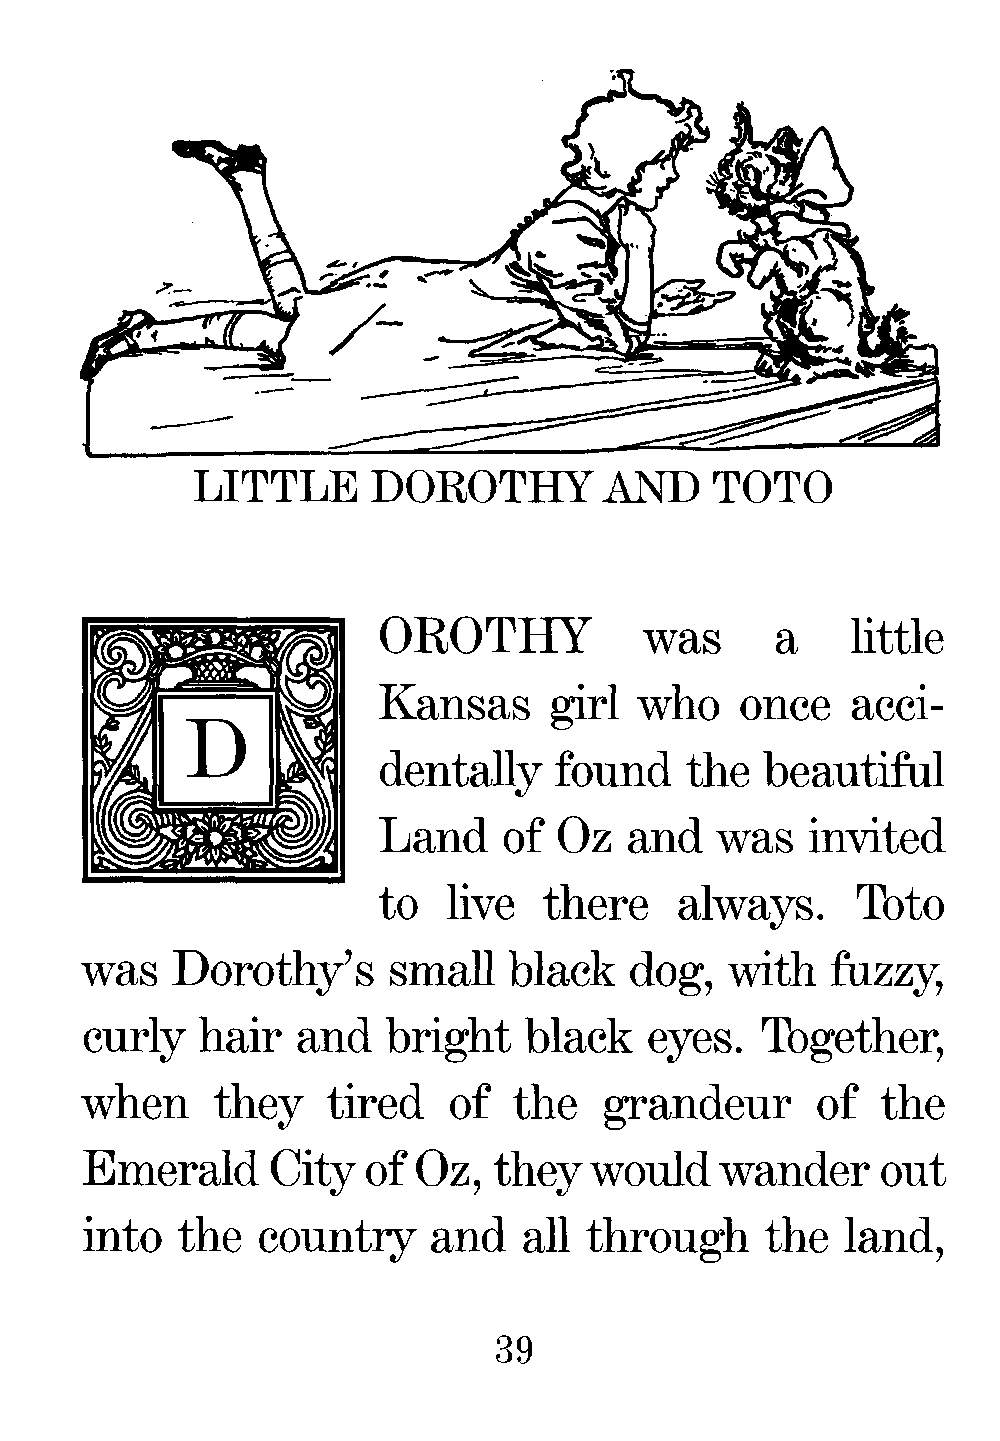 LITTLE DOROTHY AND TOTO
DOROTHY was a little
Kansas girl who once acci-
dentally found the beautiful
Land of Oz and was invited
to live there always. Toto
was Dorothy's small black dog, with fuzzy,
curly hair and bright black eyes. Together,
when they tired of the grandeur of the
Emerald City of Oz, they would wander out
into the country and all through the land,
39